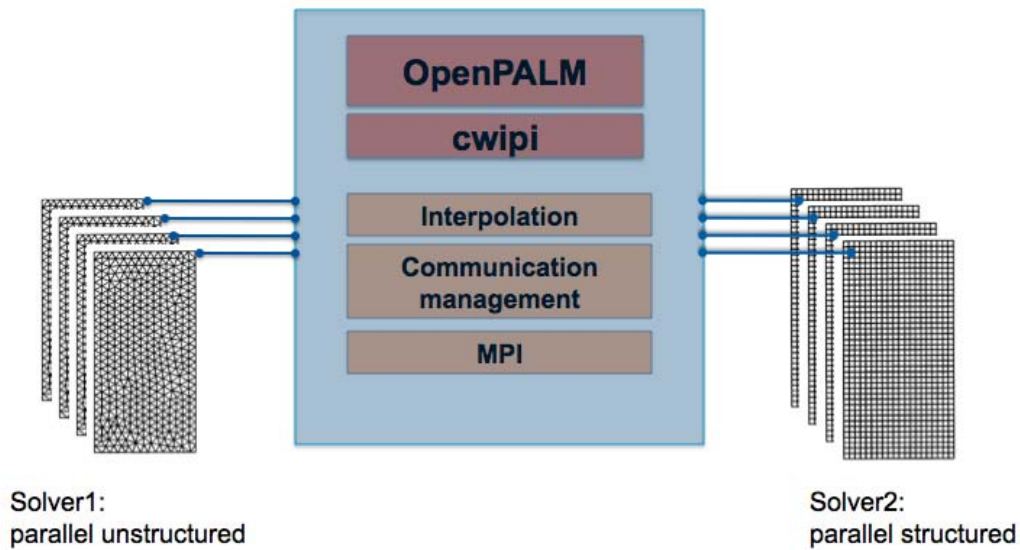 OpenPALM
cwipi
Interpolation
Communication
management
MPI
Solver1:
parallel unstructured
Solver2:
parallel structured